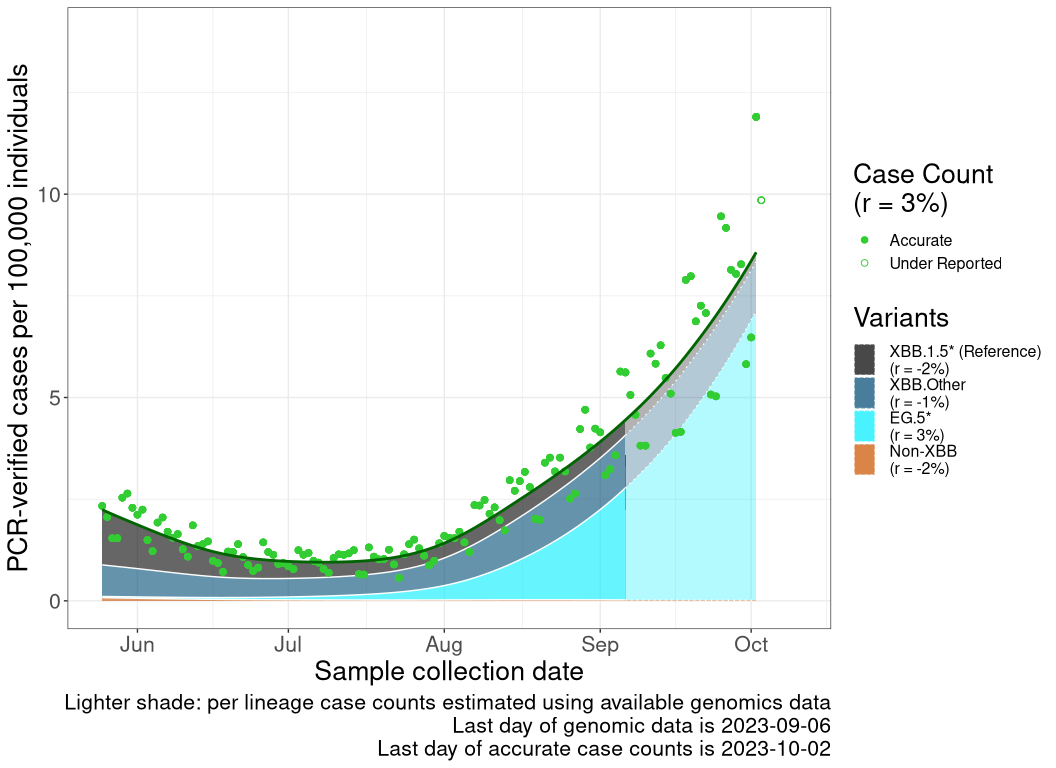 PCR-verified cases per 100,000 individuals
10
5
0
Jun Jul Aug Sep Oct
Sample collection date
Lighter shade: per lineage case counts estimated using available genomics data
Last day of genomic data is 2023-09-06
Last day of accurate case counts is 2023-10-02
Case Count
(r = 3%)
Accurate
Under Reported
Variants
XBB.1.5* (Reference)
(r = -2%)
XBB.Other
(r = -1%)
EG.5*
(r = 3%)
Non-XBB
(r = -2%)